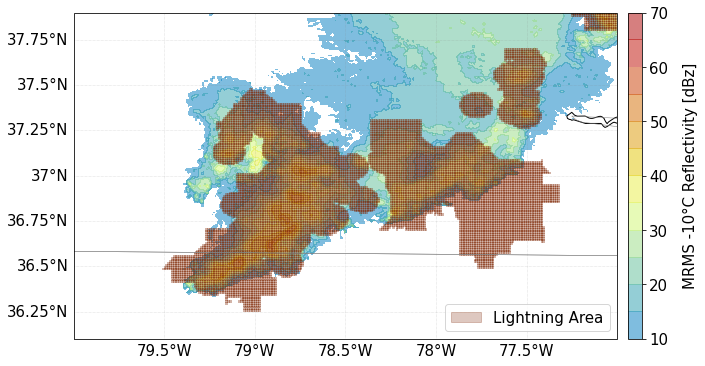 37.75°N
37.5°N
37.25°N
37°N
36.75°N
36.5°N
36.25°N
79.5°W 79°W 78.5°W 78°W 77.5°W
Lightning Area
70
60
50
40
30
20
10
MRMS -10°C Reflectivity [dBz]